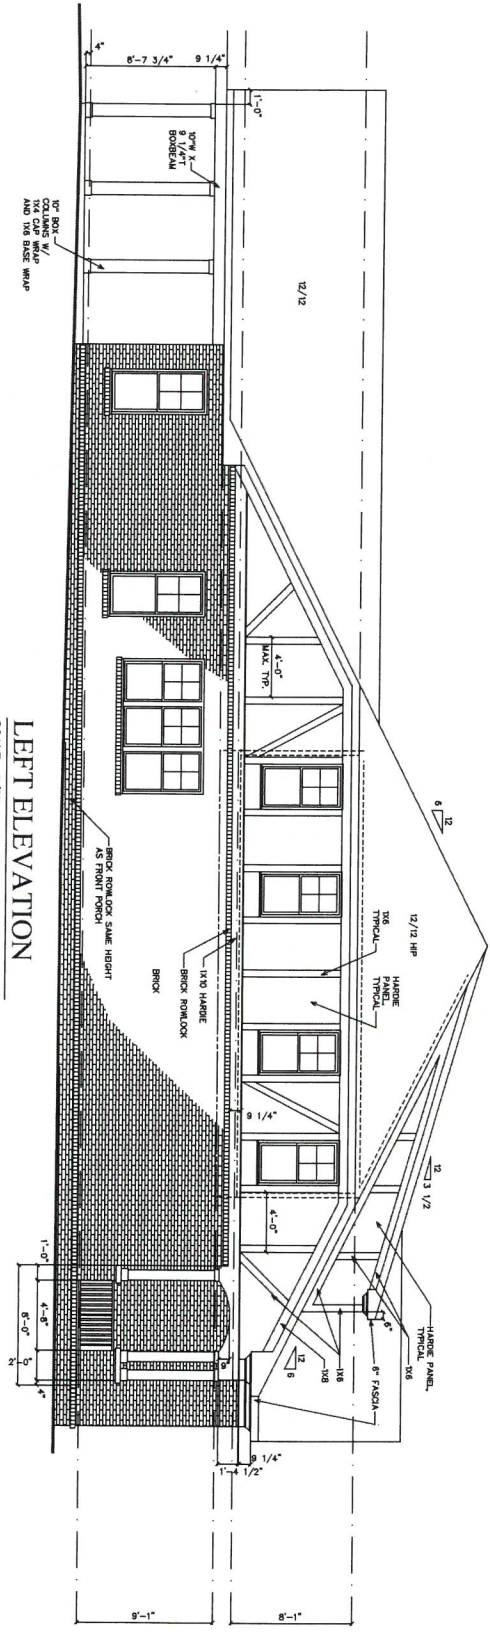 4"
8'-7 3/4"
9 1/4"
1'-0"
10"W X
9 1/4"T
BOXBEAM
10" BOX
COLUMNS W/
1X4 CAP WRAP
AND 1X6 BASE WRAP
12/12
4'-0"
MAX. TYP.
12
6
12/12 HIP
1X6
TYPICAL
HARDIE
PANEL
TYPICAL
1X10 HARDIE
BRICK ROWLOCK
BRICK
BRICK ROWLOCK SAME HEIGHT
AS FRONT PORCH
9 1/4"
12
3 1/2
4'-0"
HARDIE PANEL
TYPICAL
1X6
6"
6" FASCIA
1X6
1X8
12
6
1'-0"
4'-8"
8'-0"
2'-0"
4"
9"
9 1/4"
1'-4 1/2"
9'-1"
8'-1"
LEFT ELEVATION